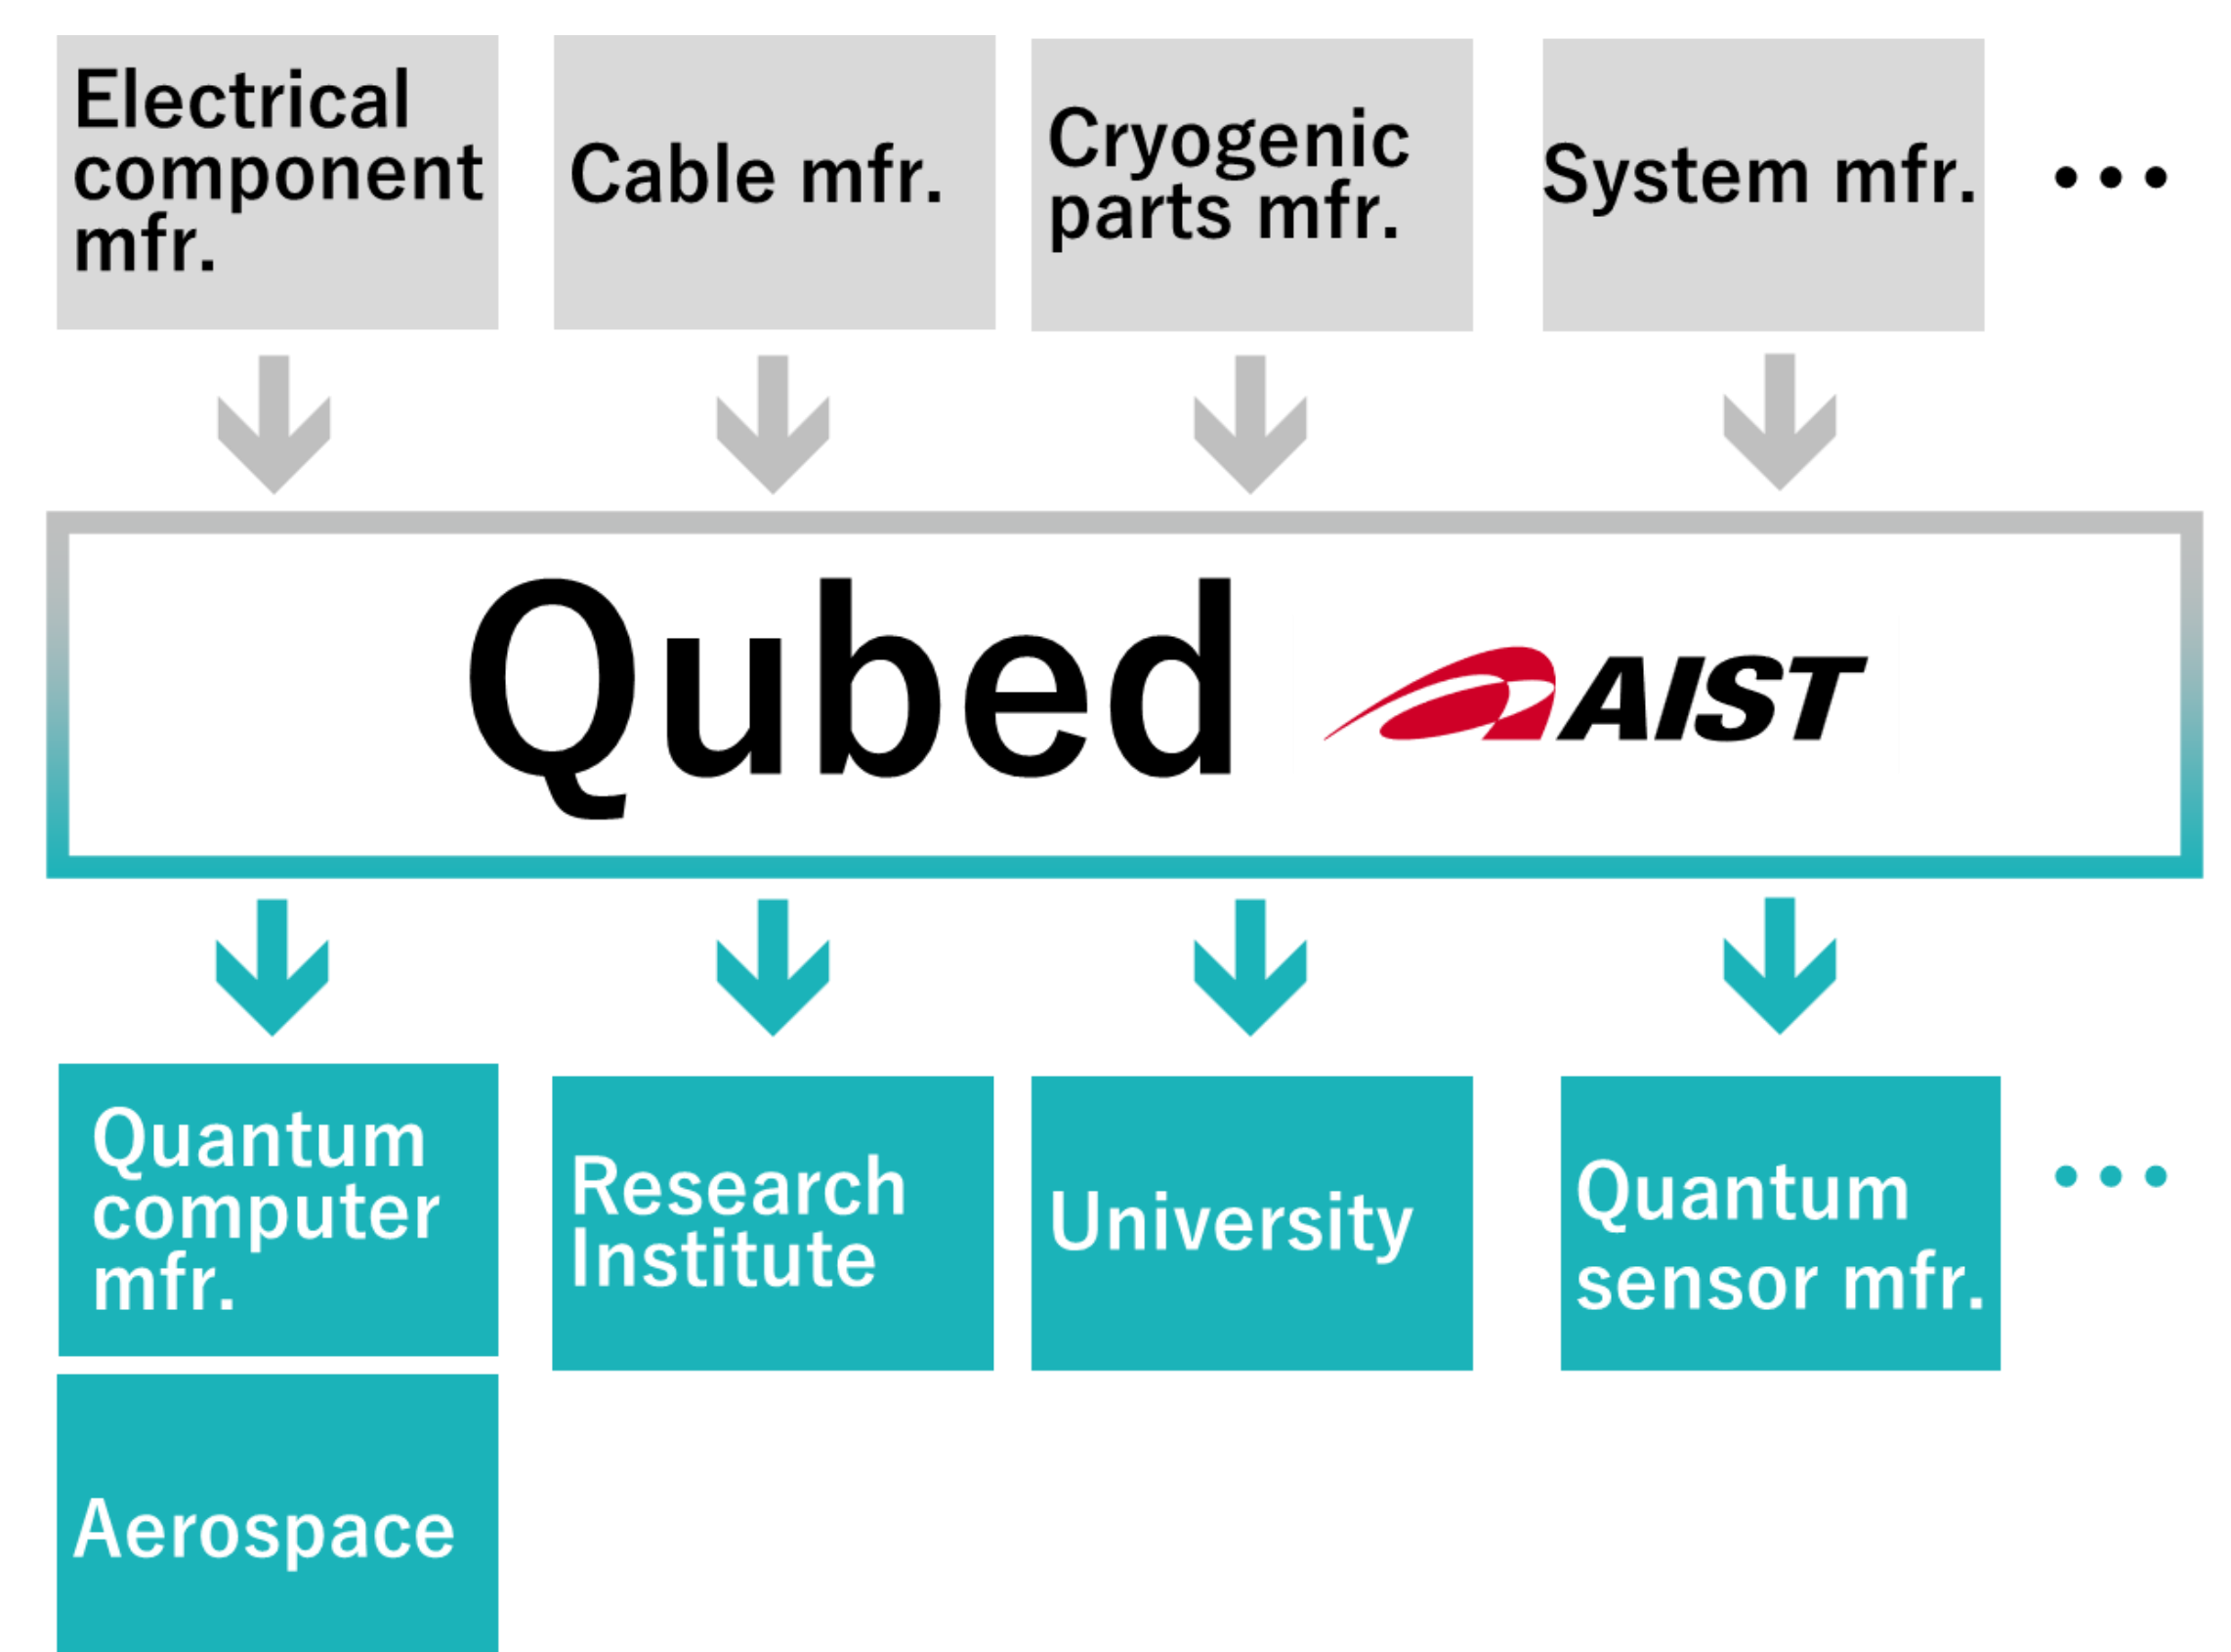 Electrical
component
mfr.
Cable mfr.
Cryogenic
parts mfr.
System mfr.
•••
Qubed
AIST
Quantum
computer
mfr.
Research
Institute
University
Quantum
sensor mfr.
•••
Aerospace